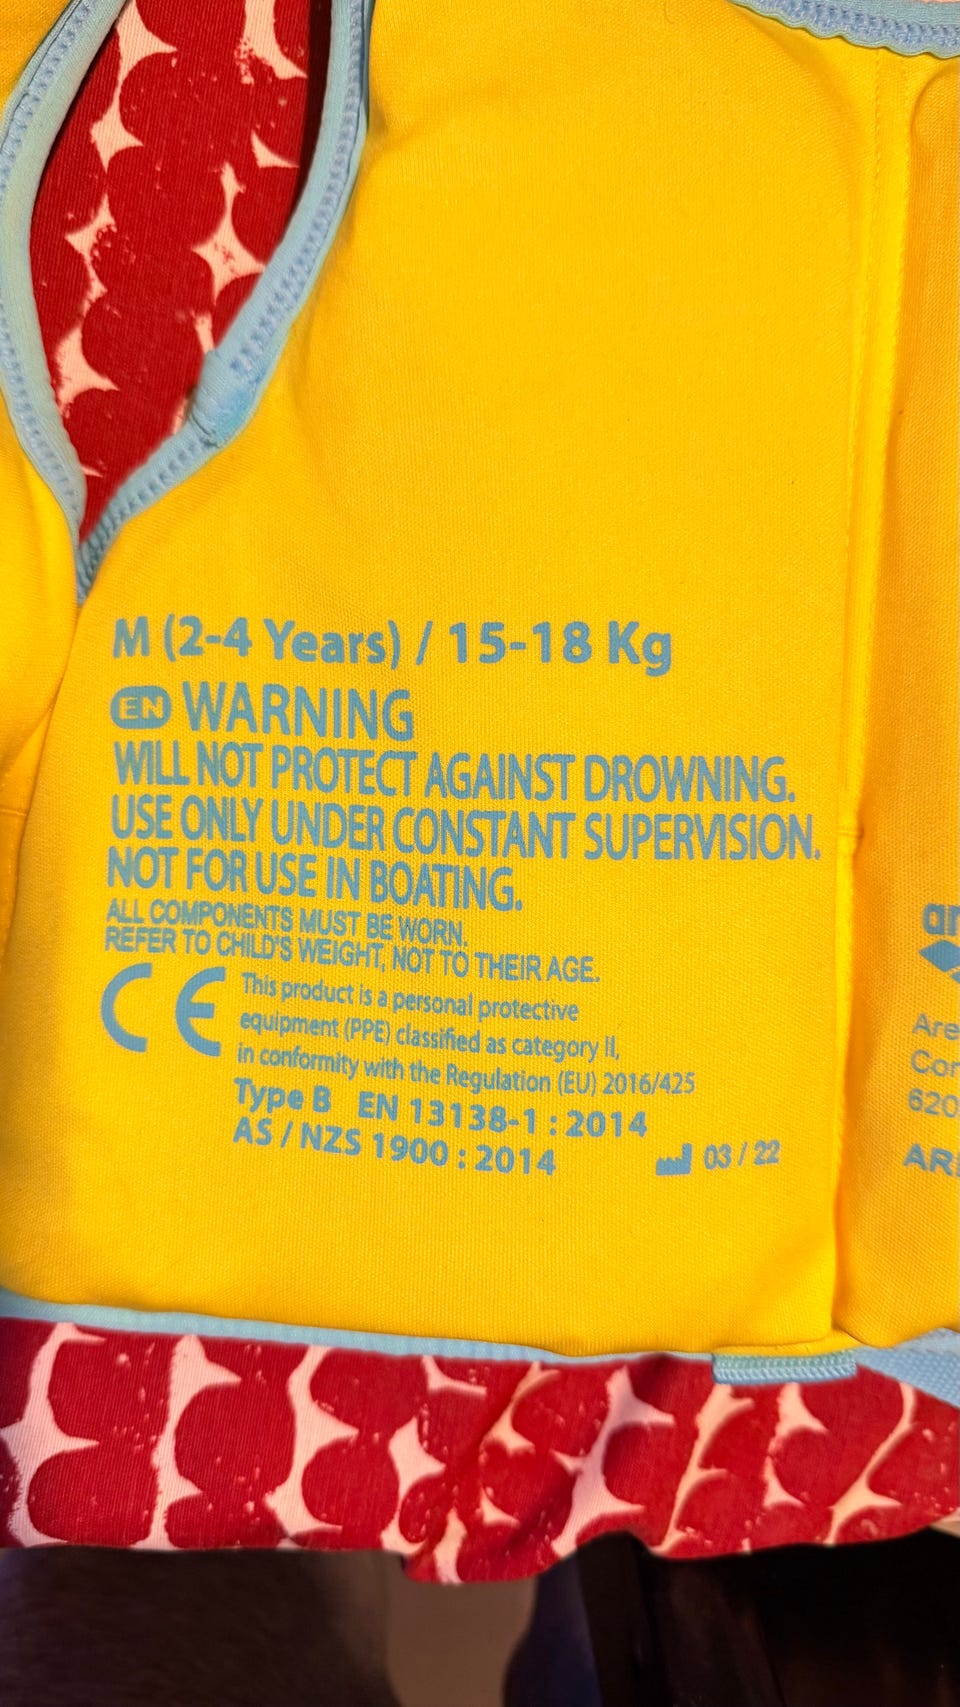 M (2-4 Years) / 15-18 Kg
EN WARNING
WILL NOT PROTECT AGAINST DROWNING.
USE ONLY UNDER CONSTANT SUPERVISION.
NOT FOR USE IN BOATING.
ALL COMPONENTS MUST BE WORN.
REFER TO CHILD'S WEIGHT, NOT TO THEIR AGE.
CE
This product is a personal protective
equipment (PPE) classified as category II,
in conformity with the Regulation (EU) 2016/425
Type B EN 13138-1 : 2014
AS / NZS 1900 : 2014
03 / 22